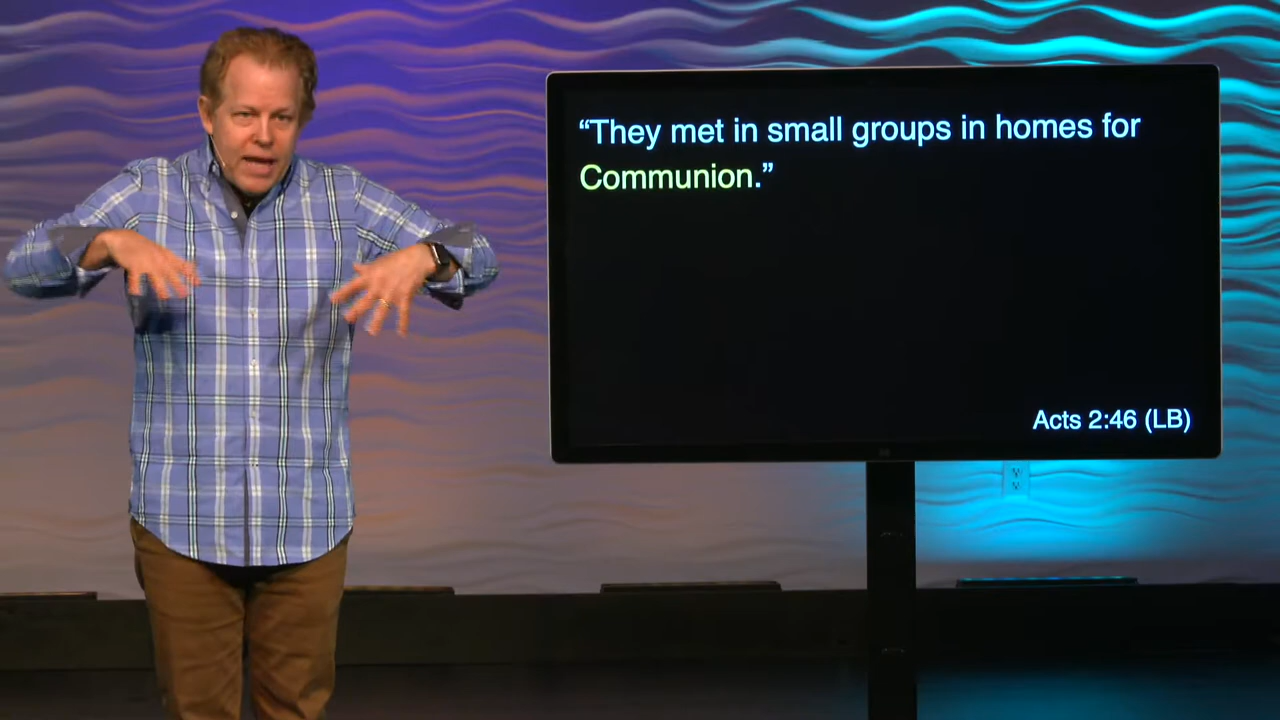 “They met in small groups in homes for
Communion.”
Acts 2:46 (LB)